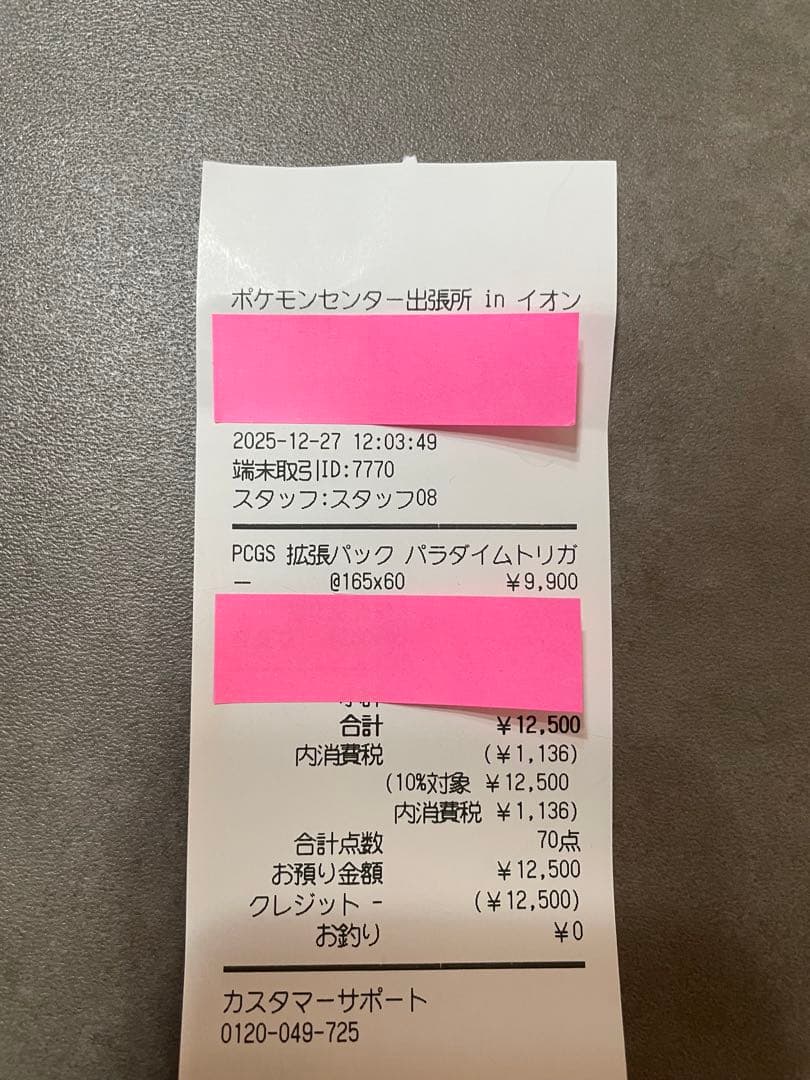 ポケモンセンター出張所 in イオン
2025-12-27 12:03:49
端末取引ID:7770
スタッフ:スタッフ08
PCGS 拡張パック パラダイムトリガ
ー @165x60 ¥9,900
合計 ¥12,500
内消費税 (¥1,136)
(10%対象 ¥12,500
内消費税 ¥1,136)
合計点数 70点
お預り金額 ¥12,500
クレジット - (¥12,500)
お釣り ¥0
カスタマーサポート
0120-049-725